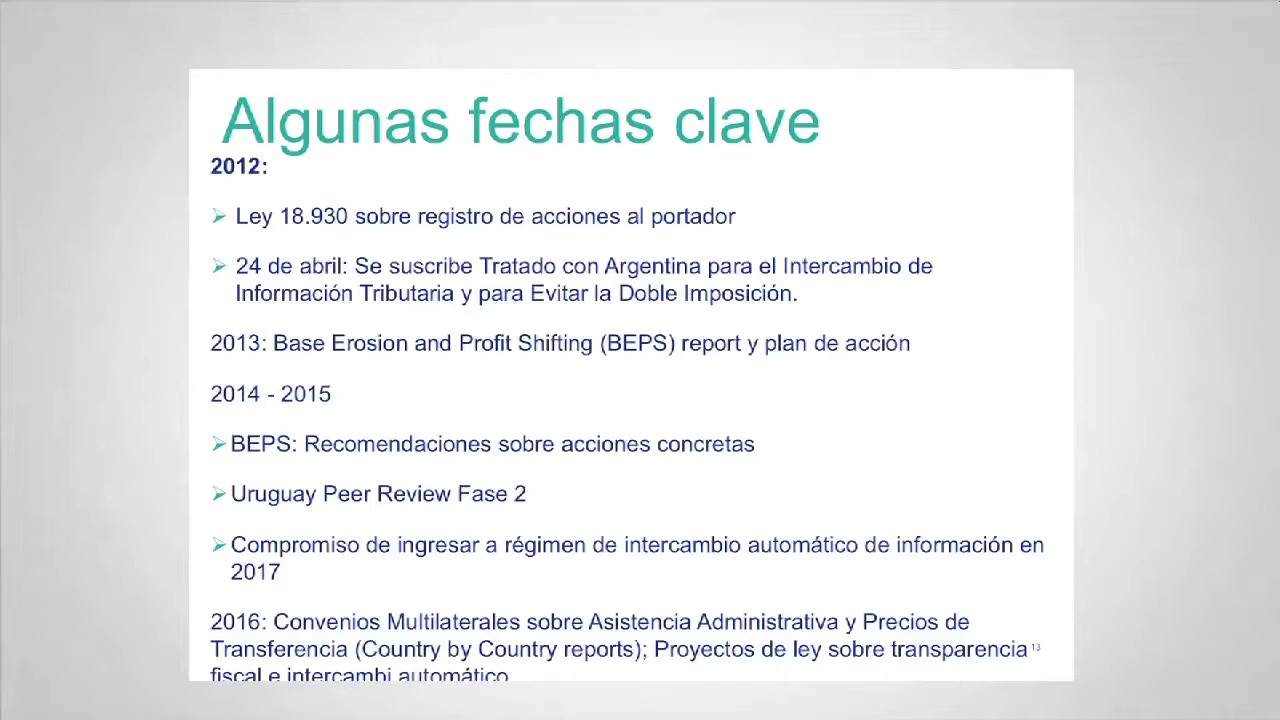 Algunas fechas clave
2012:
➢ Ley 18.930 sobre registro de acciones al portador
➢ 24 de abril: Se suscribe Tratado con Argentina para el Intercambio de
Información Tributaria y para Evitar la Doble Imposición.
2013: Base Erosion and Profit Shifting (BEPS) report y plan de acción
2014 - 2015
➢BEPS: Recomendaciones sobre acciones concretas
➢Uruguay Peer Review Fase 2
➢Compromiso de ingresar a régimen de intercambio automático de información en
2017
2016: Convenios Multilaterales sobre Asistencia Administrativa y Precios de
Transferencia (Country by Country reports); Proyectos de ley sobre transparencia
13
fiscal e intercambi automático